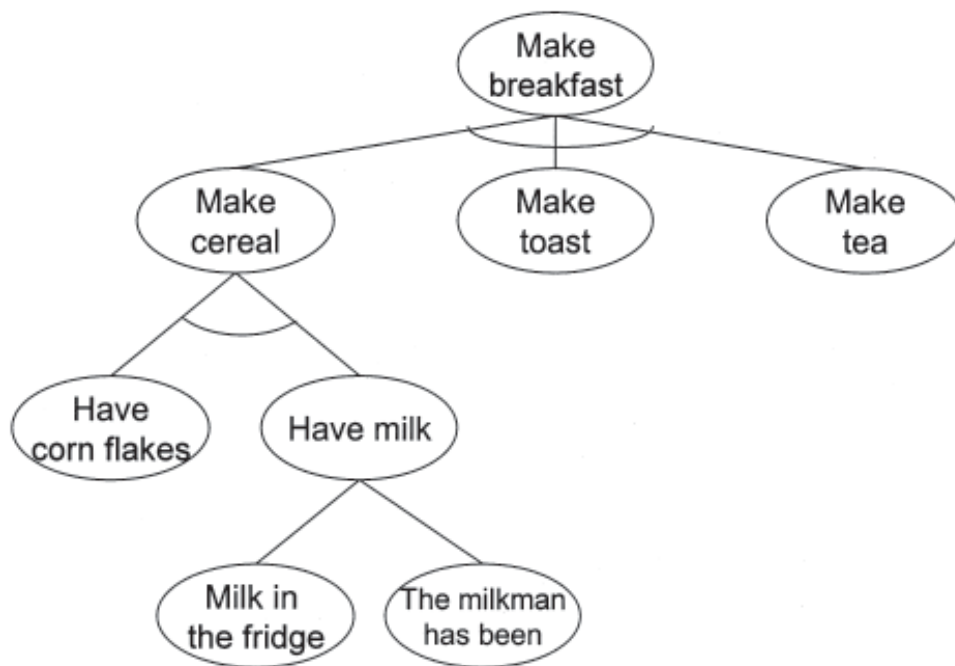 Make
breakfast
Make
cereal
Make
toast
Make
tea
Have
corn flakes
Have milk
Milk in
the fridge
The milkman
has been